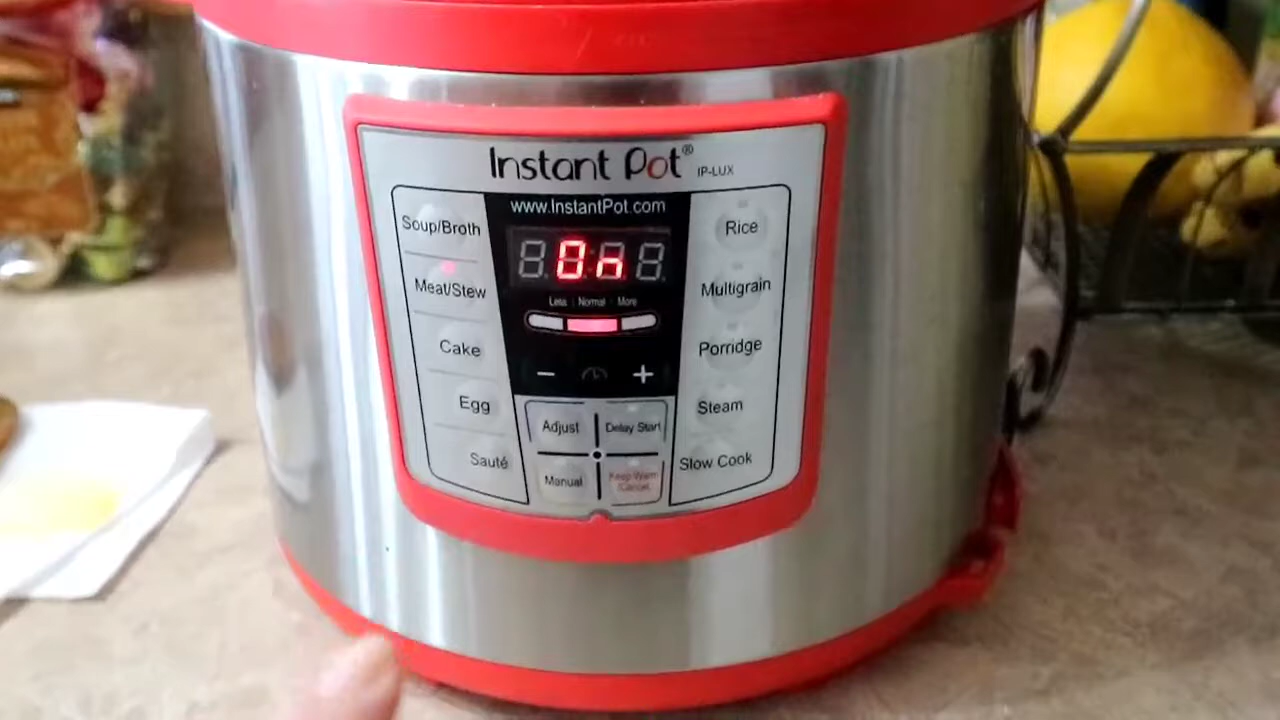 Instant Pot® IP-LUX
www.InstantPot.com
Soup/Broth
Meat/Stew
Cake
Egg
Sauté
On
Less Normal More
− +
Adjust
Delay Start
Manual
Keep Warm
/Cancel
Rice
Multigrain
Porridge
Steam
Slow Cook